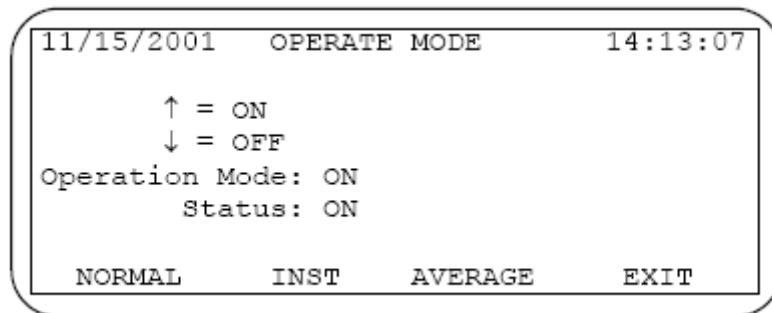 11/15/2001 OPERATE MODE 14:13:07
↑ = ON
↓ = OFF
Operation Mode: ON
Status: ON
NORMAL INST AVERAGE EXIT